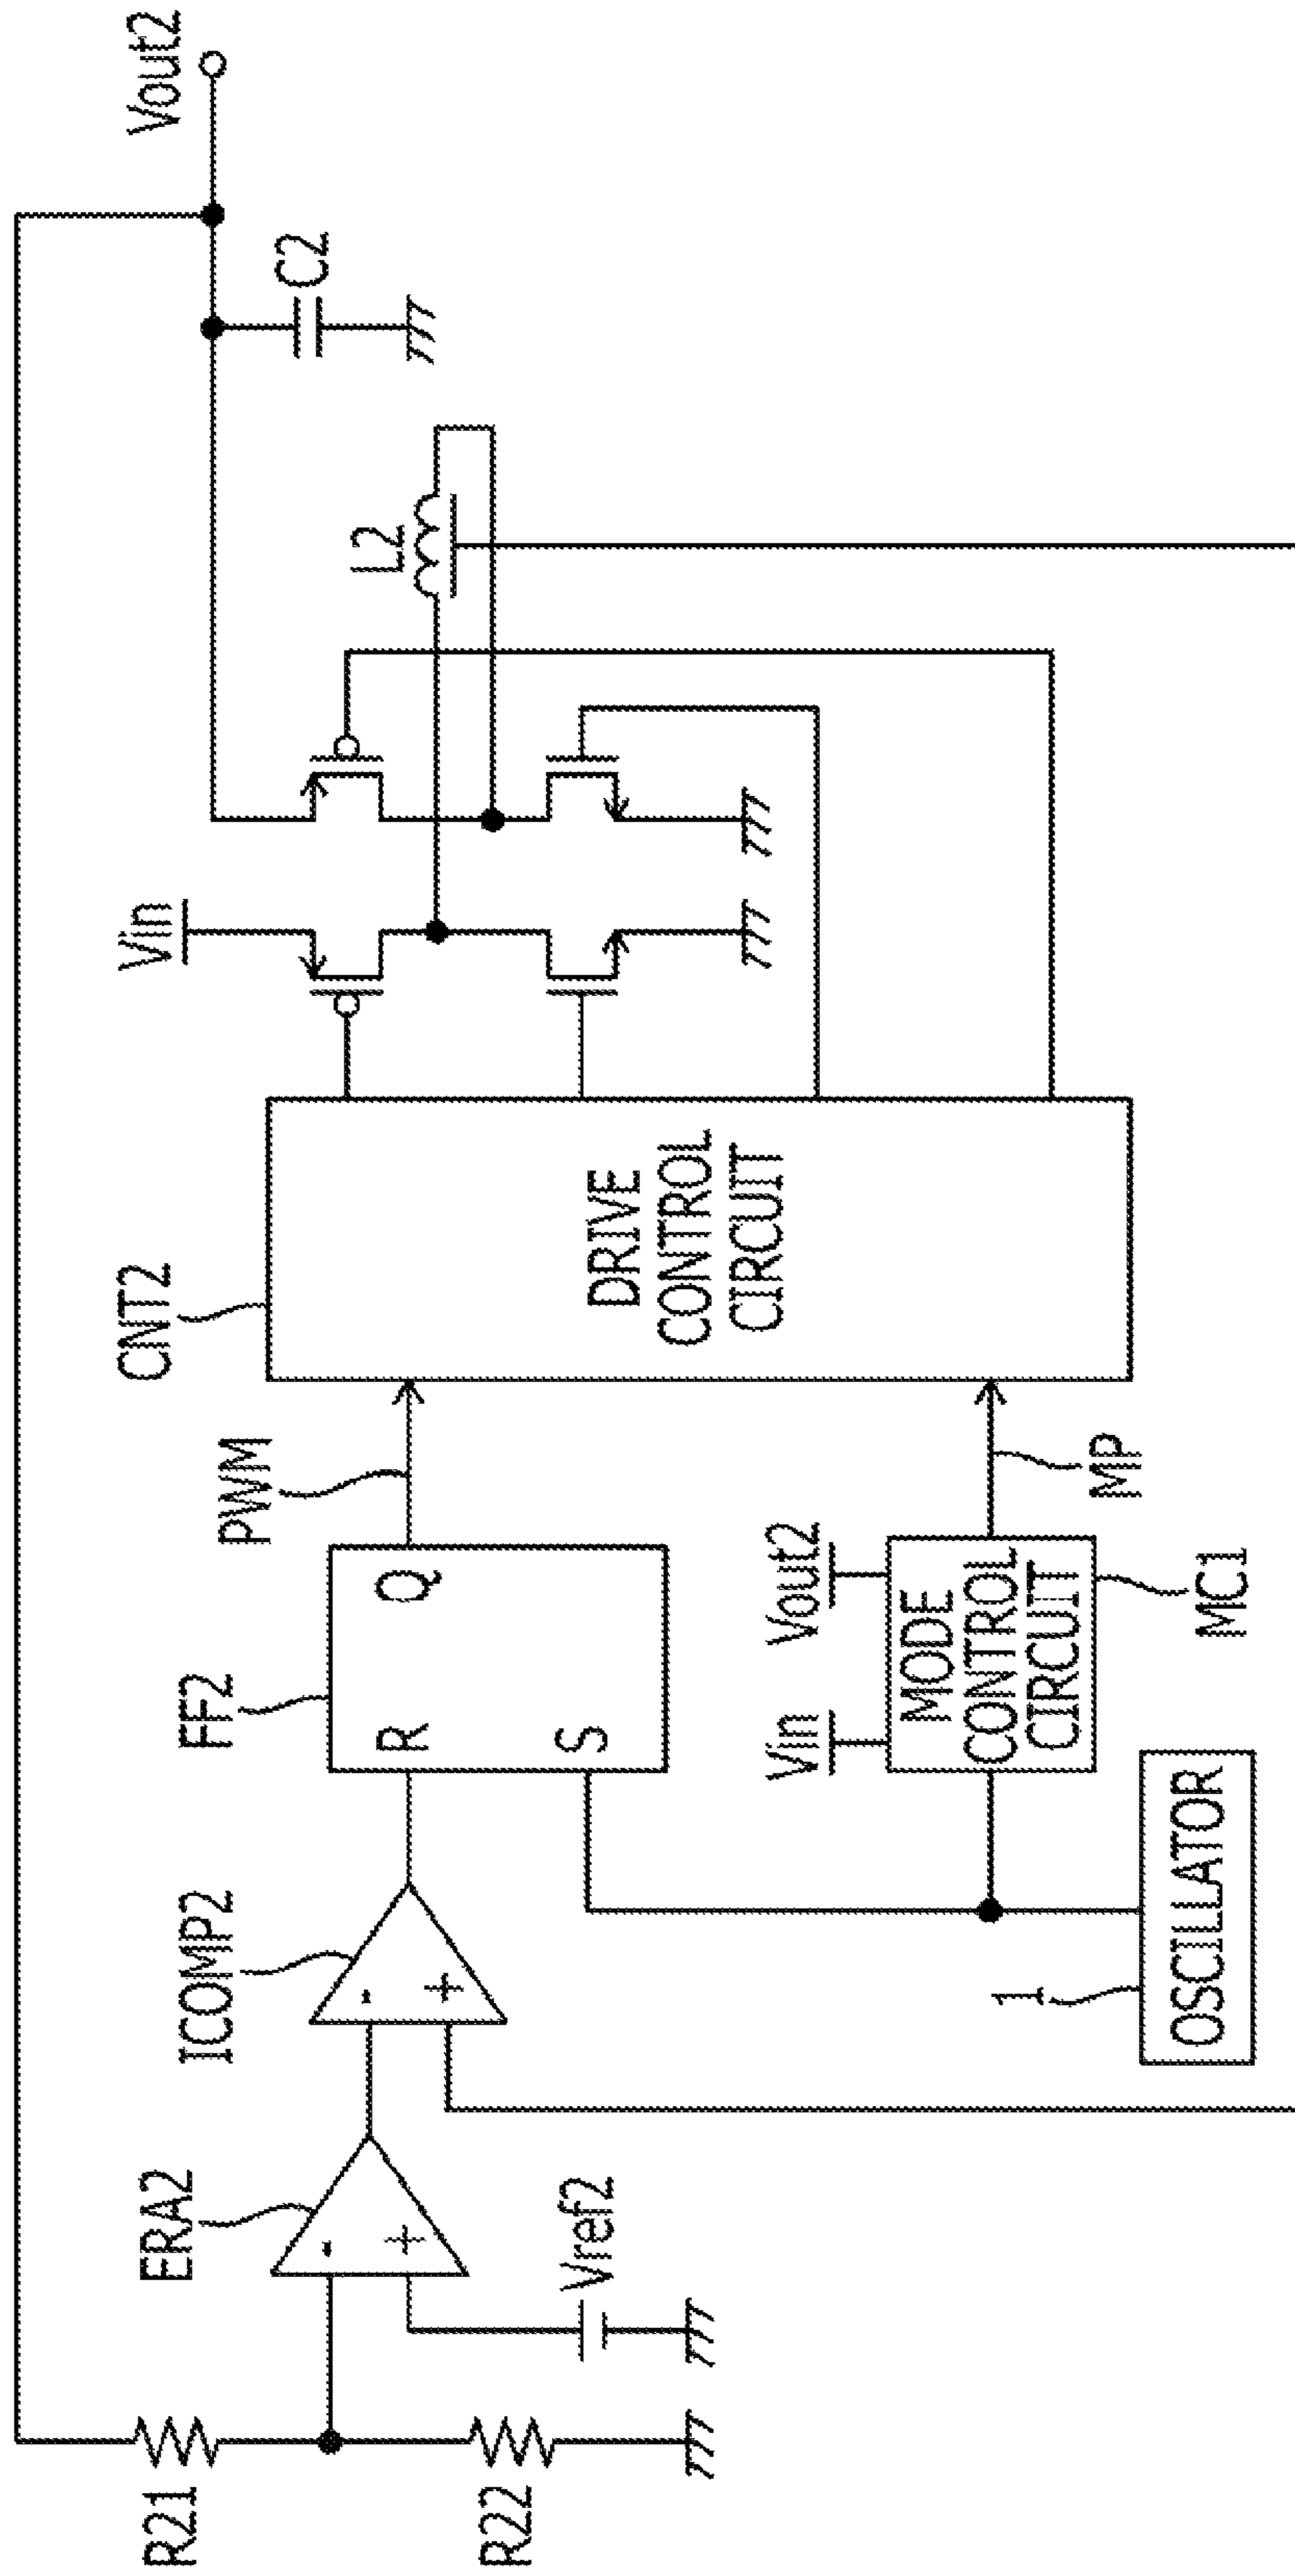 Vout2
C2
L2
Vin
CNT2
DRIVE
CONTROL
CIRCUIT
PWM
MP
FF2
R
Q
S
Vin
Vout2
MODE
CONTROL
CIRCUIT
MC1
ICOMP2
-
+
1
OSCILLATOR
ERA2
-
+
Vref2
R21
R22